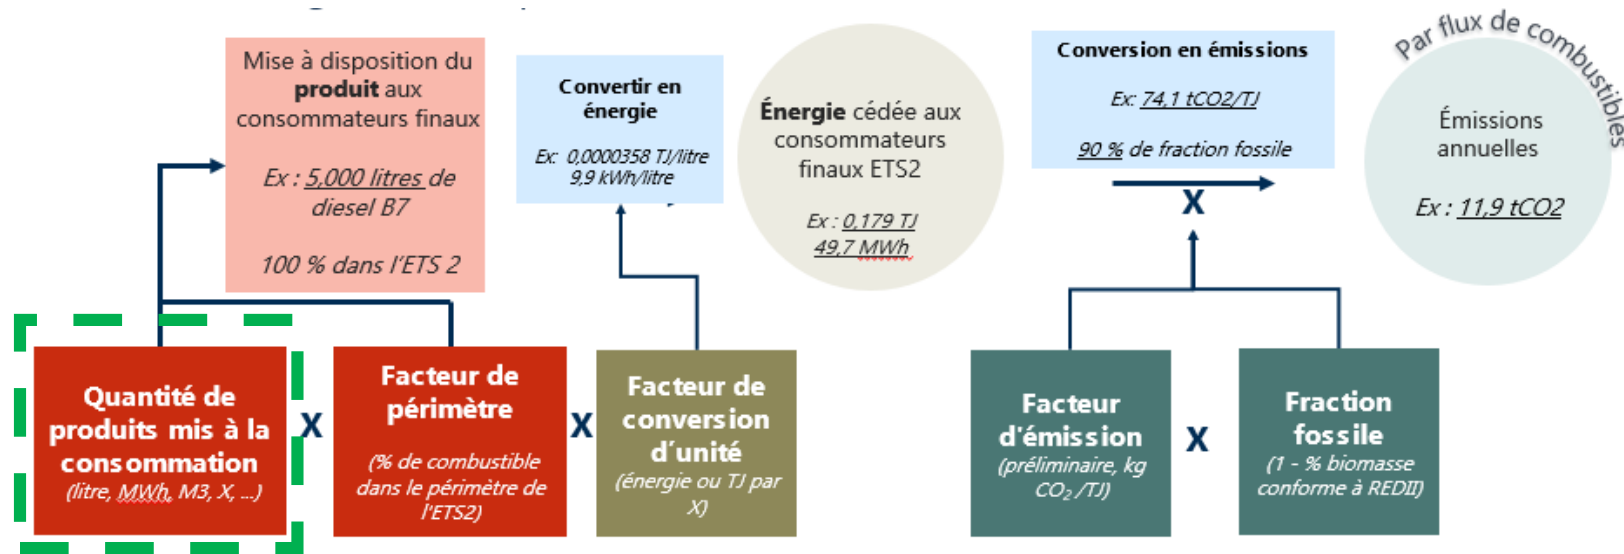 Mise à disposition du
produit aux
consommateurs finaux
Ex : 5,000 litres de
diesel B7
100 % dans l'ETS 2
Convertir en
énergie
Ex: 0,0000358 TJ/litre
9,9 kWh/litre
Énergie cédée aux
consommateurs
finaux ETS2
Ex : 0,179 TJ
49,7 MWh
Conversion en émissions
Ex: 74,1 tCO2/TJ
90 % de fraction fossile
X
Par flux de combustibles
Émissions
annuelles
Ex : 11,9 tCO2
Quantité de
produits mis à la
consommation
(litre, MWh, M3, X, ...)
X
Facteur de
périmètre
(% de combustible
dans le périmètre de
l'ETS2)
X
Facteur de
conversion
d'unité
(énergie ou TJ par
X)
Facteur
d'émission
(préliminaire, kg
CO₂ /TJ)
X
Fraction
fossile
(1 - % biomasse
conforme à REDII)